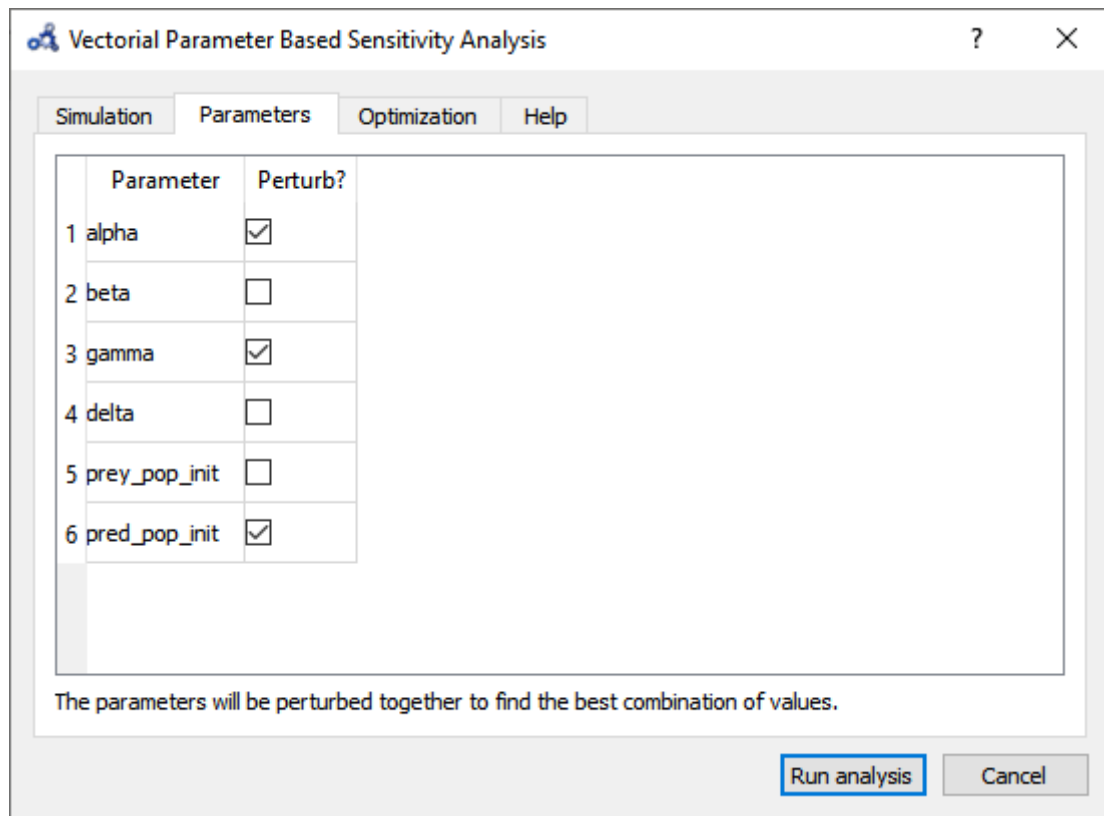 Vectorial Parameter Based Sensitivity Analysis ?
Simulation Parameters Optimization Help
Parameter Perturb?
1 alpha
2 beta
3 gamma
4 delta
5 prey_pop_init
6 pred_pop_init
The parameters will be perturbed together to find the best combination of values.
Run analysis Cancel